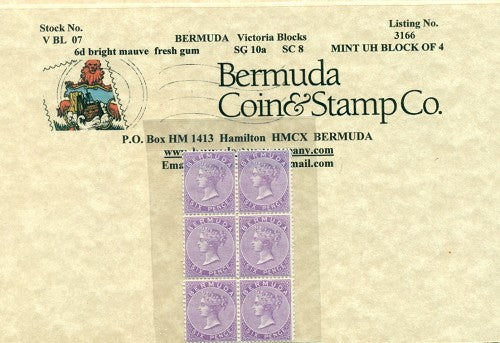 Stock No.
V BL 07
BERMUDA Victoria Blocks
Listing No.
3166
6d bright mauve fresh gum SG 10a SC 8 MINT UH BLOCK OF 4
Bermuda
Coin&Stamp Co.
P.O. Box HM 1413 Hamilton HMCX BERMUDA
BERMUDA BERMUDA
SIX PENCE SIX PENCE
BERMUDA BERMUDA
SIX PENCE SIX PENCE
BERMUDA BERMUDA